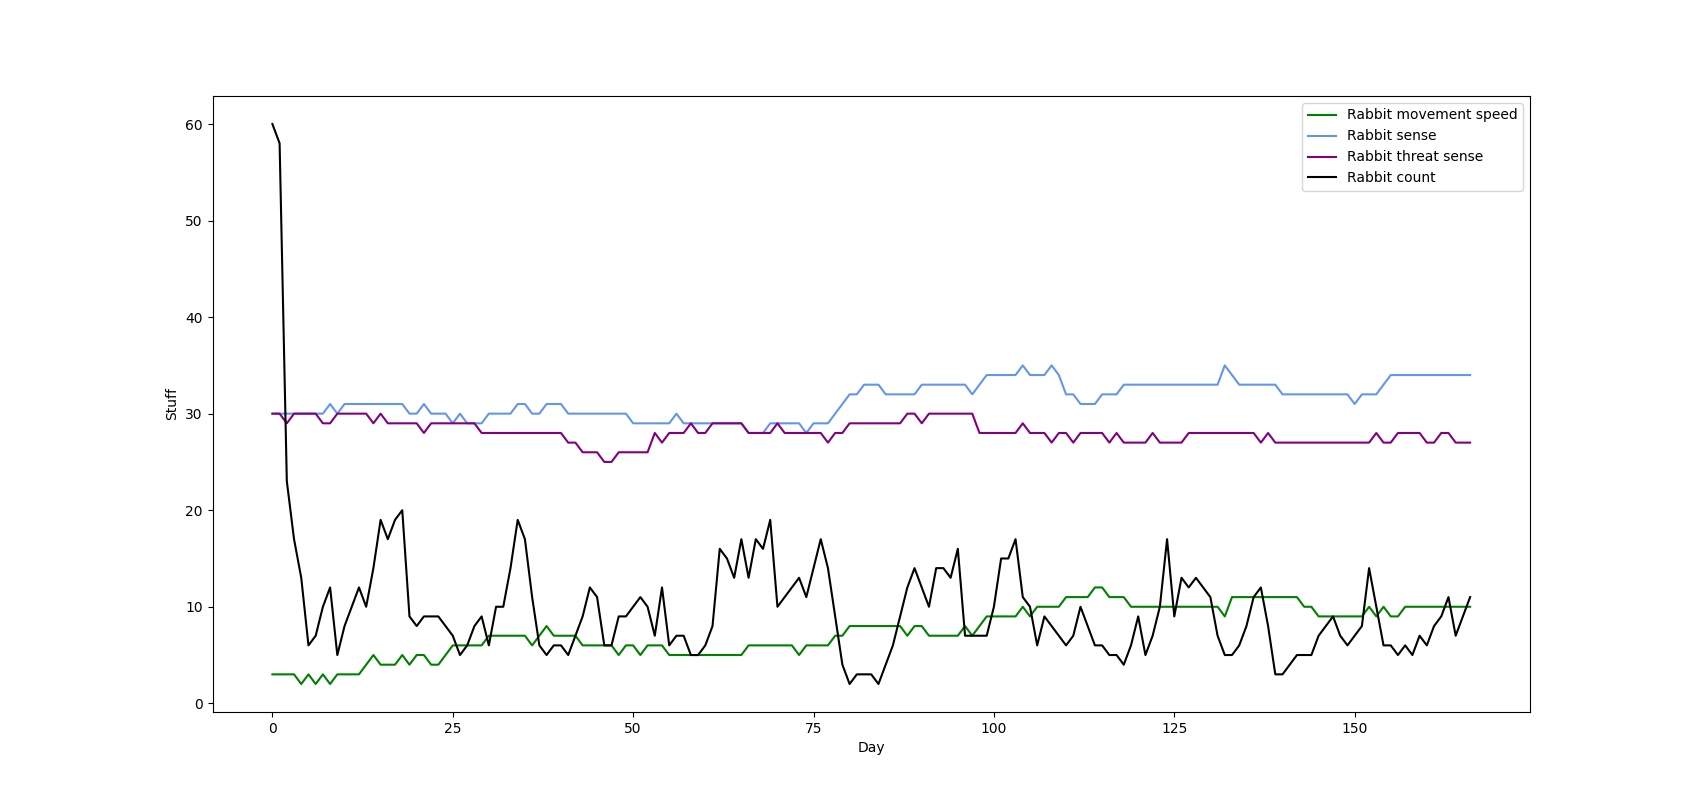 Rabbit movement speed
Rabbit sense
Rabbit threat sense
Rabbit count
60
50
40
30
20
10
0
Stuff
0 25 50 75 100 125 150
Day